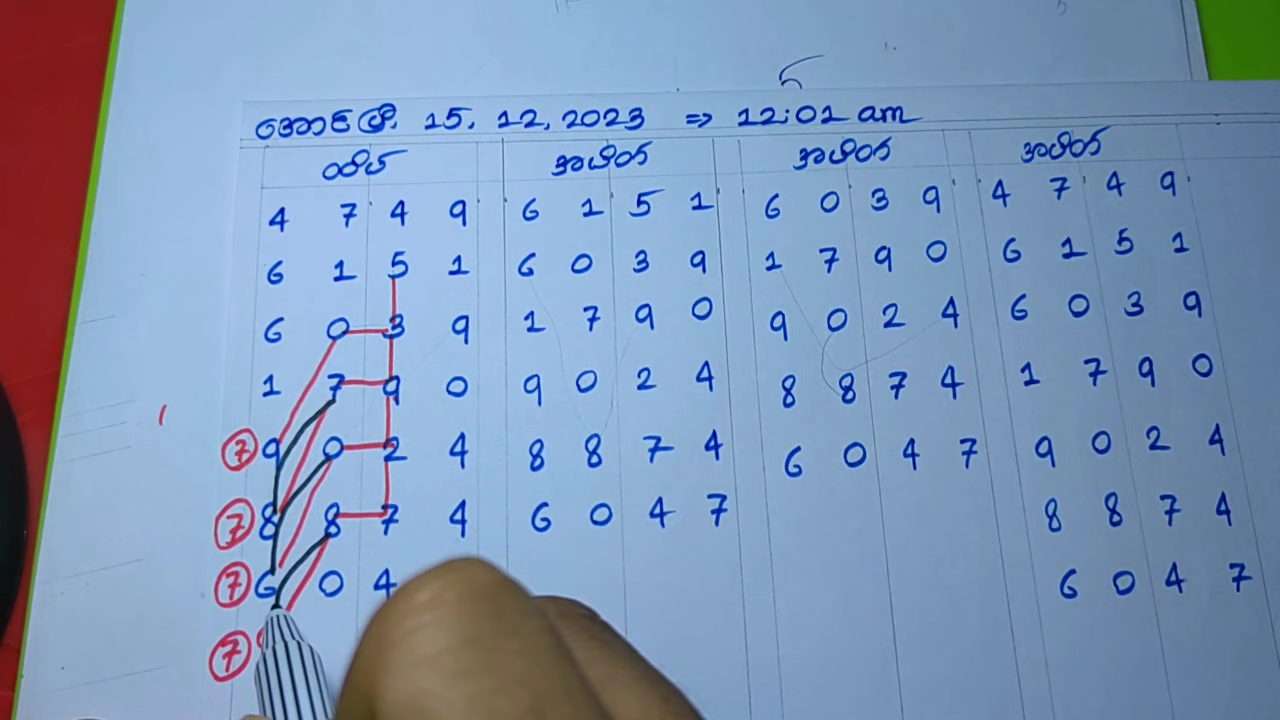 15. 12. 2023 ⇒ 12:01 am
4 7 4 9 6 1 5 1 6 0 3 9 4 7 4 9
6 1 5 1 6 0 3 9 1 7 9 0 6 1 5 1
6 0 3 9 1 7 9 0 9 0 2 4 6 0 3 9
1 7 9 0 9 0 2 4 8 8 7 4 1 7 9 0
7 9 0 2 4 8 8 7 4 6 0 4 7 9 0 2 4
7 8 8 7 4 6 0 4 7 8 8 7 4
7 6 0 4 6 0 4 7
7